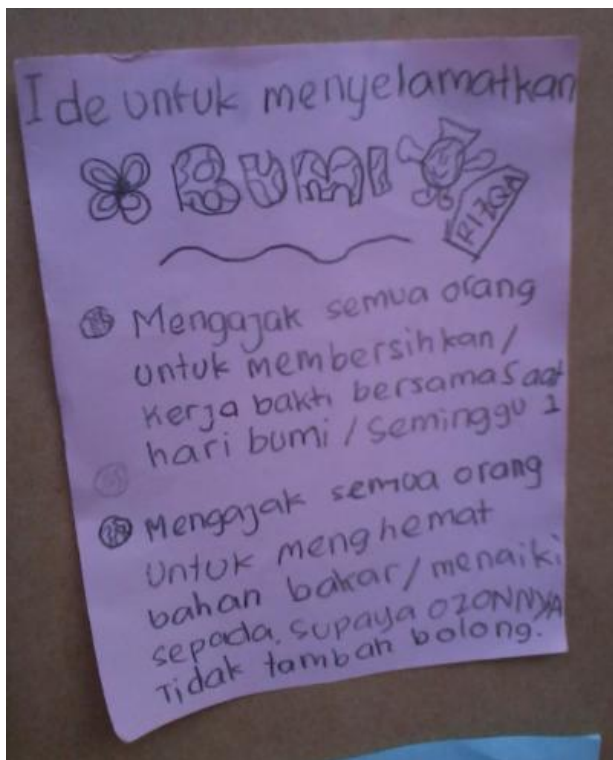 Ide untuk menyelamatkan
BUMI
RIZQA
Mengajak semua orang
untuk membersihkan/
kerja bakti bersama saat
hari bumi / seminggu 1
Mengajak semua orang
untuk menghemat
bahan bakar/menaiki
sepada, supaya OZONNYA
Tidak tambah bolong.